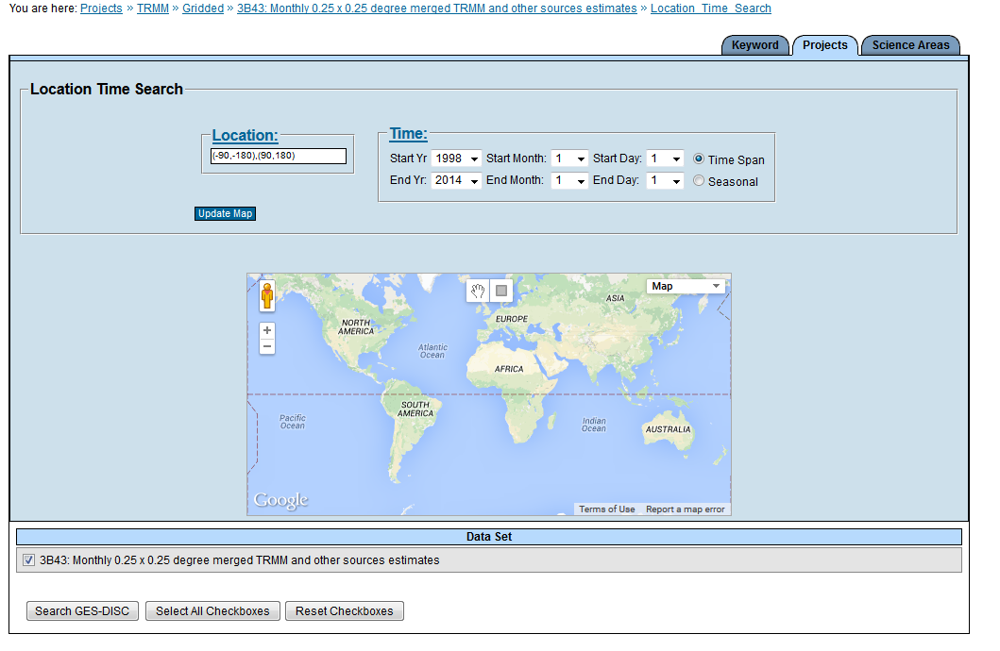 You are here: Projects » TRMM » Gridded » 3B43: Monthly 0.25 x 0.25 degree merged TRMM and other sources estimates » Location_Time_Search
Keyword Projects Science Areas
Location Time Search
Location:
(-90,-180),(90,180)
Time:
Start Yr 1998 Start Month: 1 Start Day: 1 Time Span
End Yr: 2014 End Month: 1 End Day: 1 Seasonal
Update Map
Map
+
−
NORTH
AMERICA
Atlantic
Ocean
EUROPE
ASIA
AFRICA
SOUTH
AMERICA
Pacific
Ocean
Indian
Ocean
AUSTRALIA
Google
Terms of Use Report a map error
Data Set
3B43: Monthly 0.25 x 0.25 degree merged TRMM and other sources estimates
Search GES-DISC Select All Checkboxes Reset Checkboxes